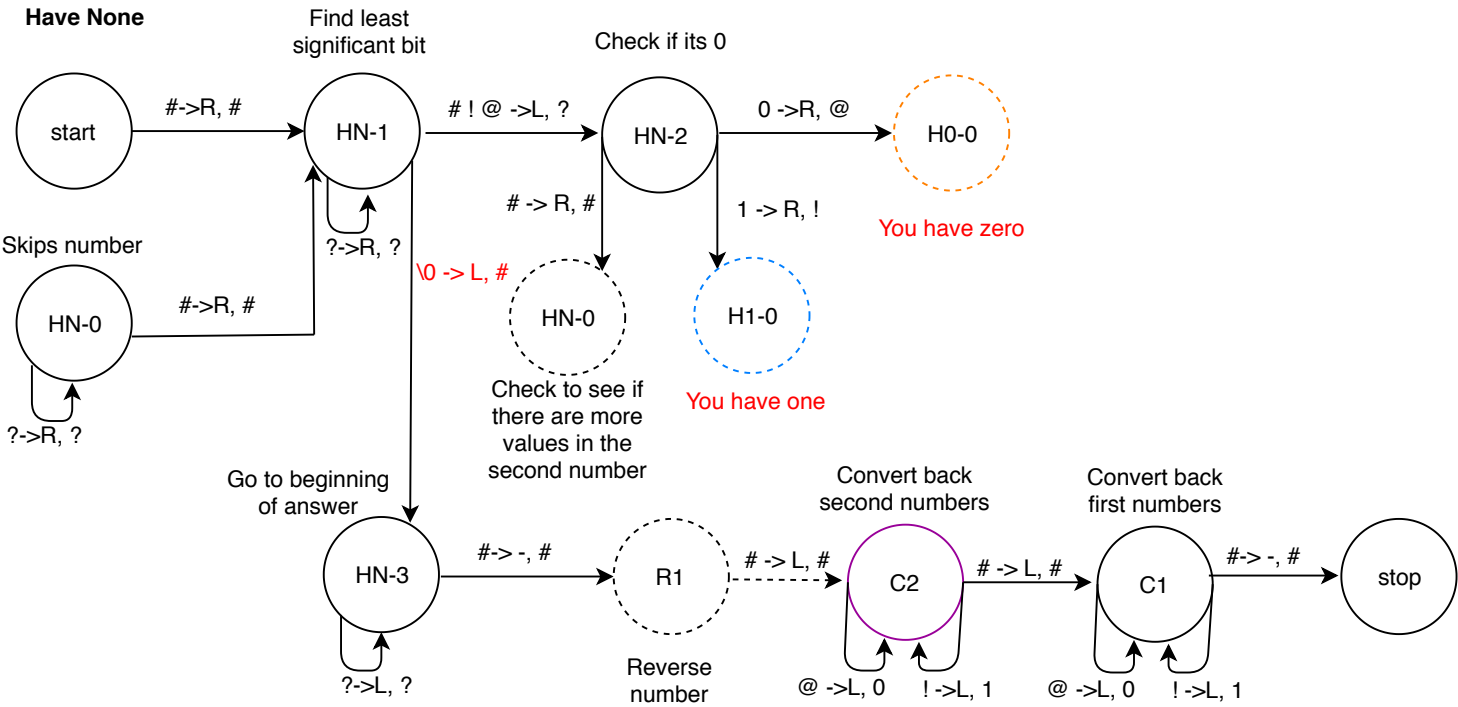 Have None
Find least
significant bit
Check if its 0
start
#->R, #
HN-1
# ! @ ->L, ?
HN-2
0 ->R, @
H0-0
You have zero
?->R, ?
# -> R, #
1 -> R, !
Skips number
HN-0
#->R, #
?->R, ?
\0 -> L, #
HN-0
Check to see if
there are more
values in the
second number
H1-0
You have one
Go to beginning
of answer
HN-3
?->L, ?
#-> -, #
R1
Reverse
number
# -> L, #
Convert back
second numbers
C2
@ ->L, 0
! ->L, 1
# -> L, #
Convert back
first numbers
C1
@ ->L, 0
! ->L, 1
#-> -, #
stop